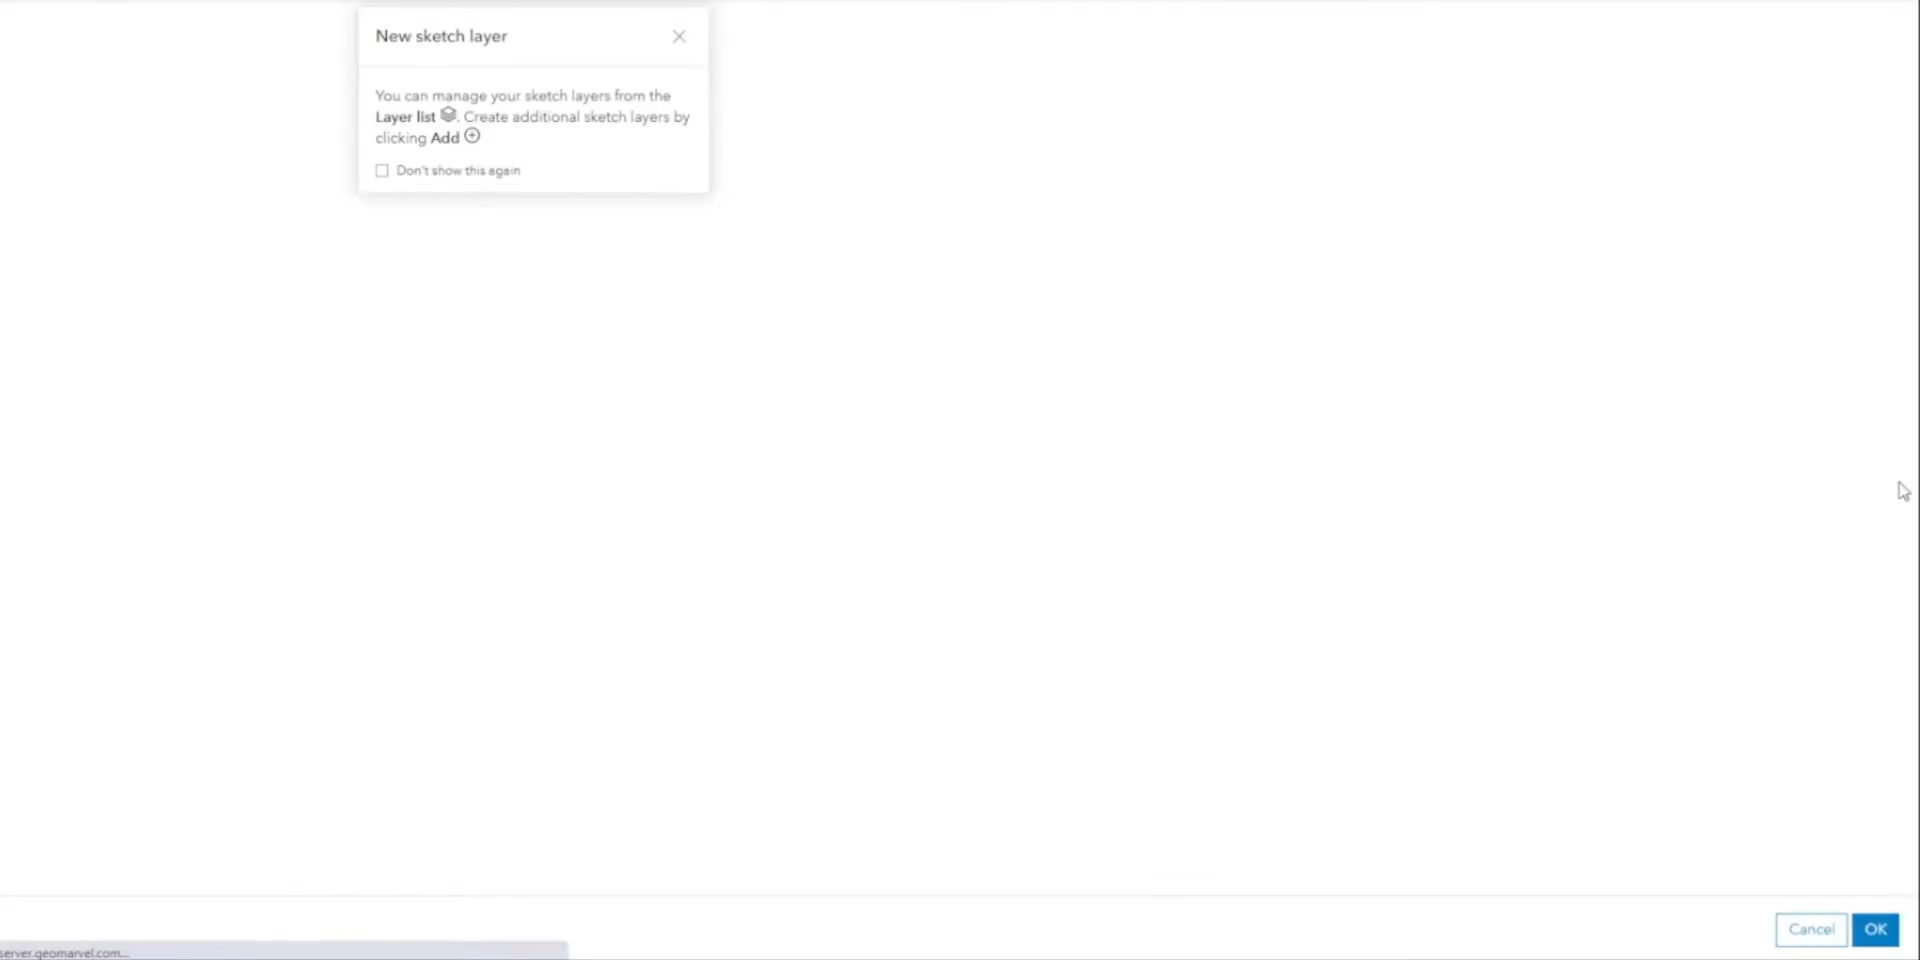 New sketch layer
You can manage your sketch layers from the
Layer list . Create additional sketch layers by
clicking Add
Don't show this again
Cancel
OK
server.geomarvel.com...